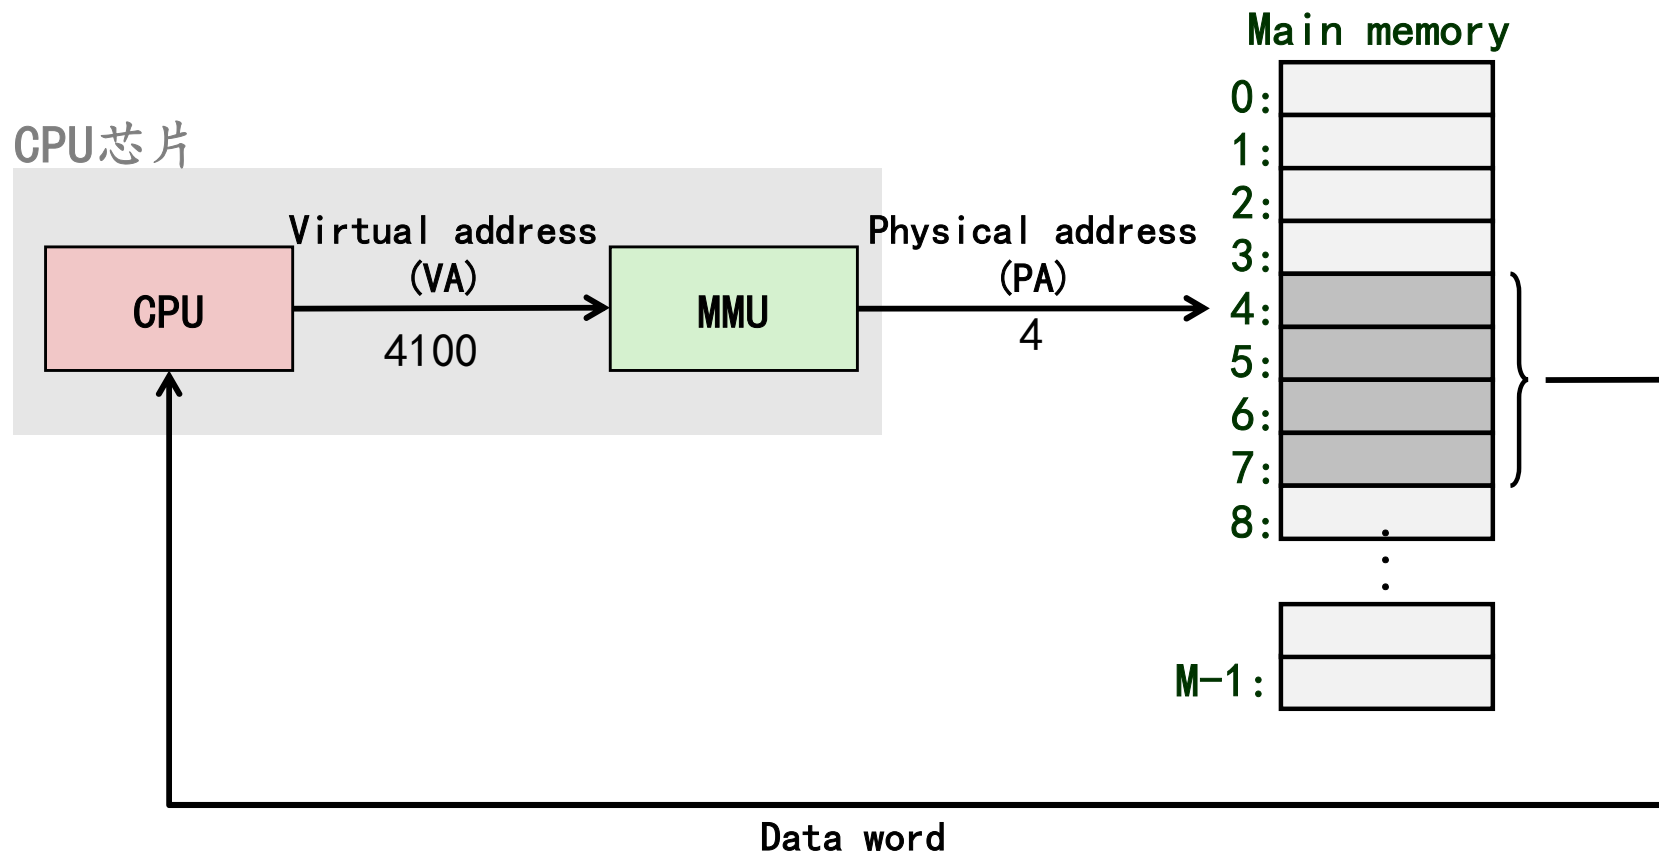 Main memory
0:
1:
2:
3:
4:
5:
6:
7:
8:
.
.
.
M-1:
CPU芯片
Virtual address
(VA)
4100
CPU
MMU
Physical address
(PA)
4
Data word